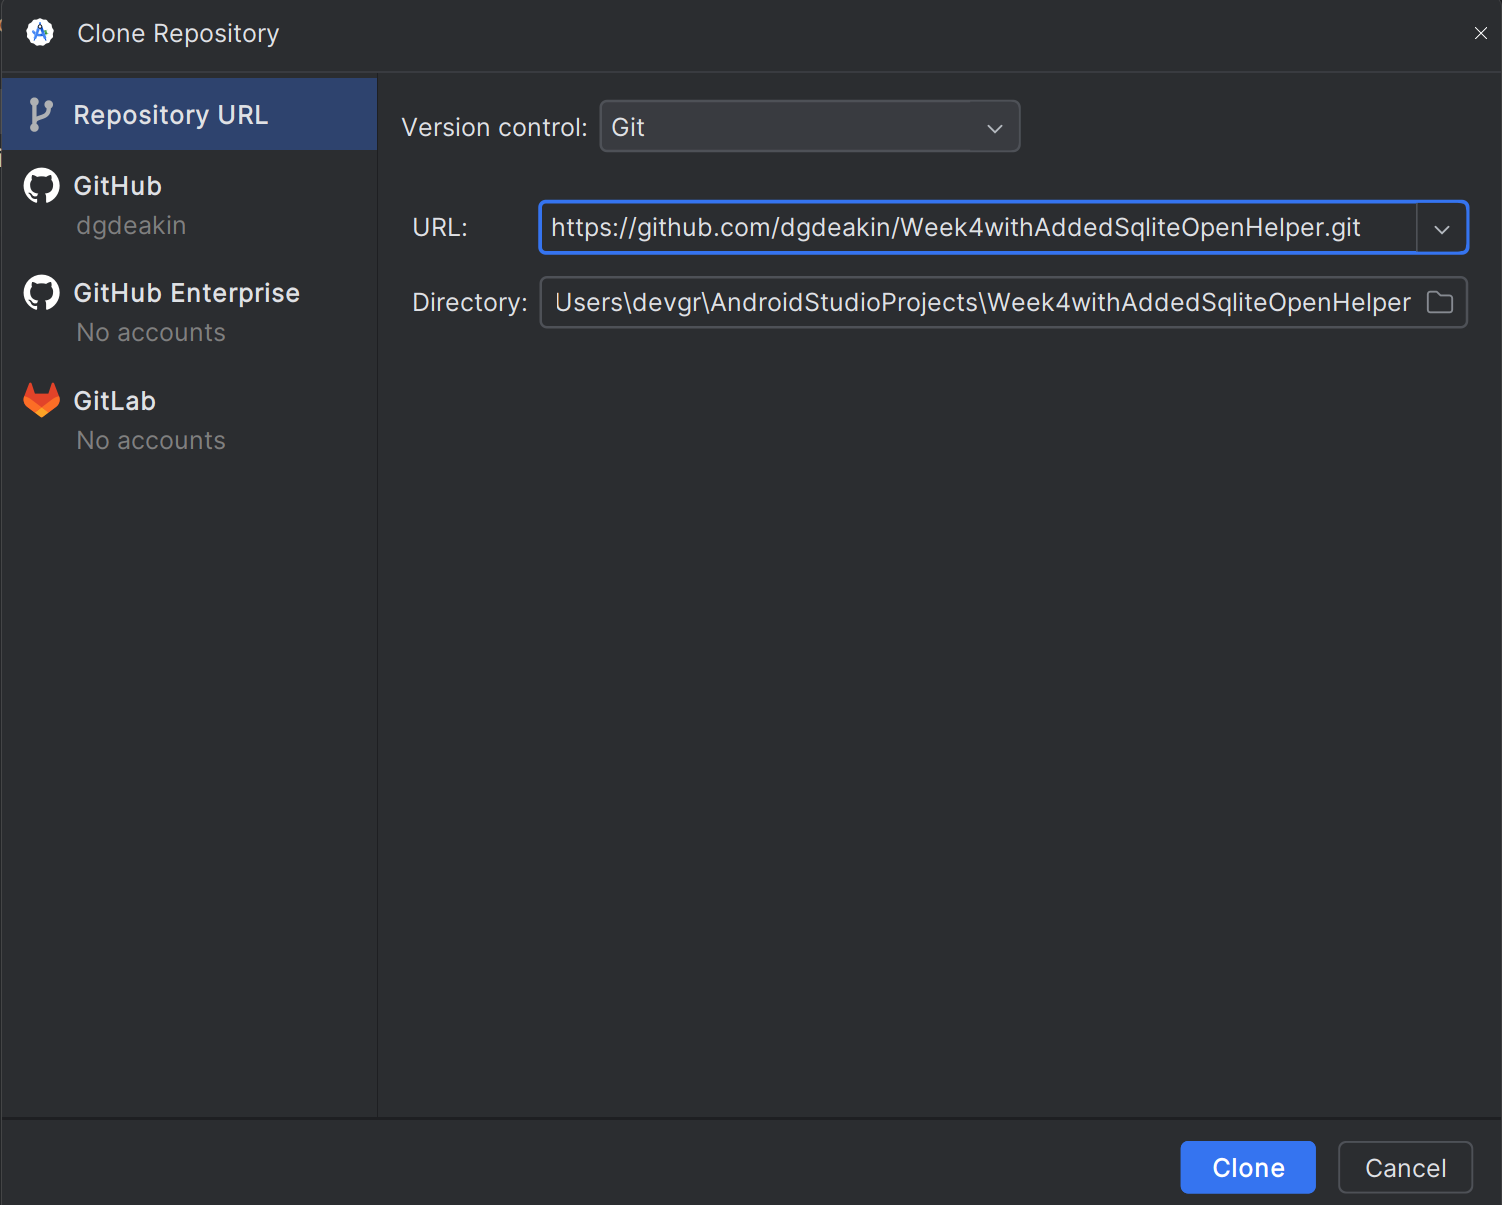 Clone Repository
Repository URL
GitHub
dgdeakin
GitHub Enterprise
No accounts
GitLab
No accounts
Version control: Git
URL: https://github.com/dgdeakin/Week4withAddedSqliteOpenHelper.git
Directory: Users\devgr\AndroidStudioProjects\Week4withAddedSqliteOpenHelper
Clone Cancel